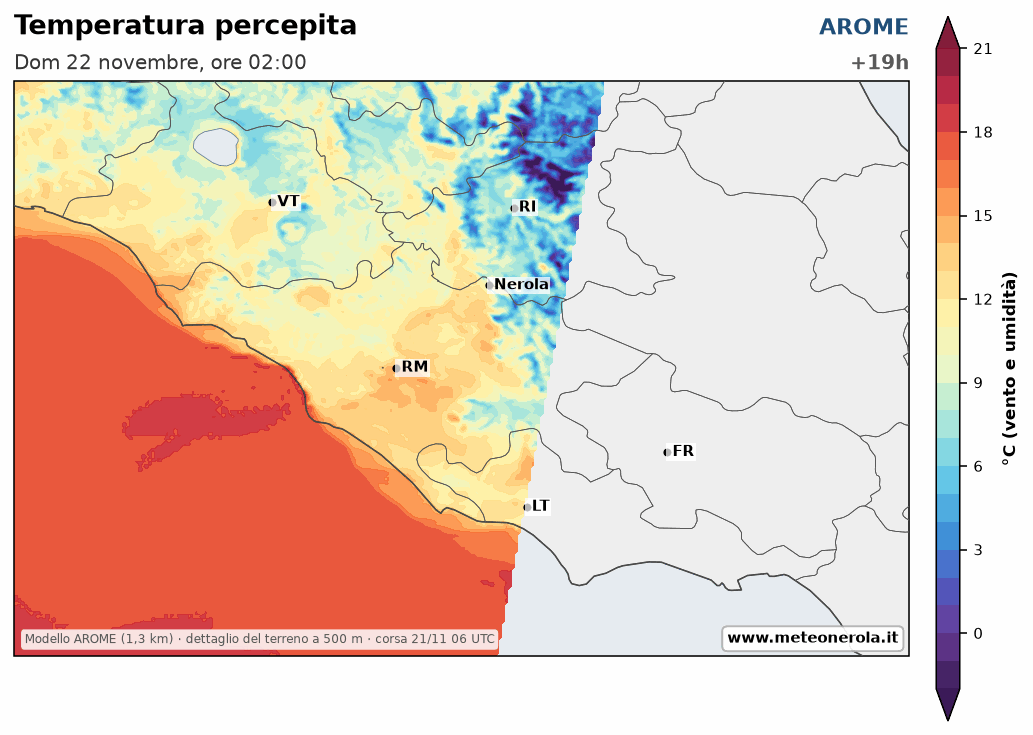 Temperatura percepita
AROME
Dom 22 novembre, ore 02:00
+19h
21
18
15
12
9
6
3
0
°C (vento e umidità)
VT
RI
Nerola
RM
FR
LT
Modello AROME (1,3 km) · dettaglio del terreno a 500 m · corsa 21/11 06 UTC
www.meteonerola.it